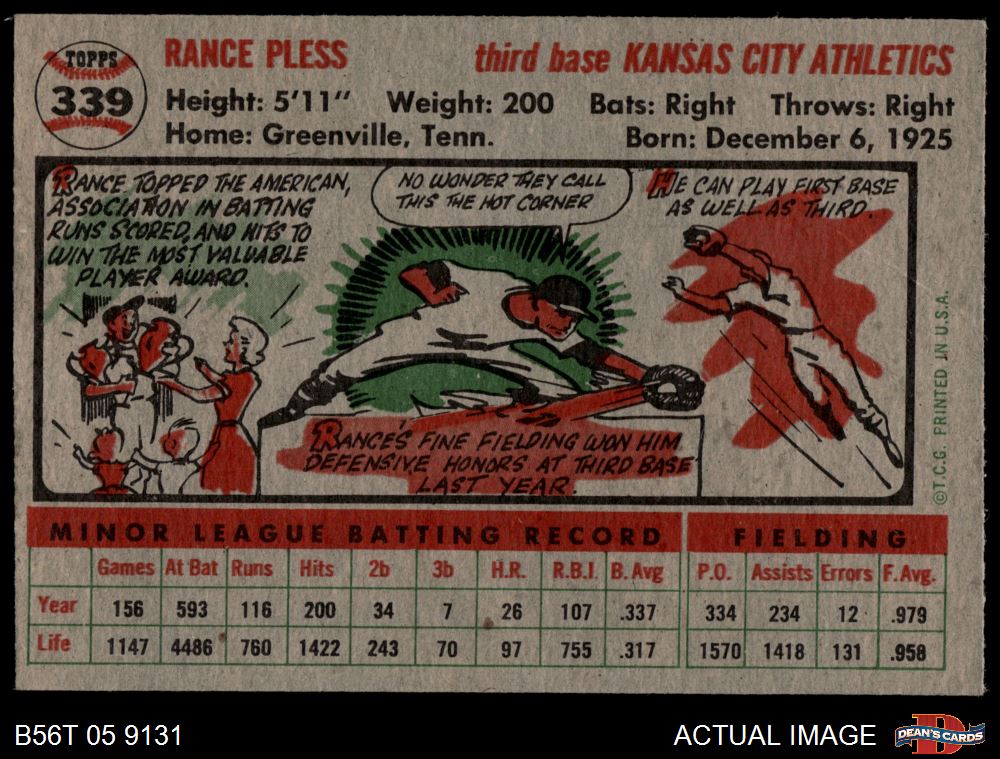 TOPPS
339
RANCE PLESS
third base KANSAS CITY ATHLETICS
Height: 5'11" Weight: 200 Bats: Right Throws: Right
Home: Greenville, Tenn. Born: December 6, 1925
RANCE TOPPED THE AMERICAN,
ASSOCIATION IN BATTING
RUNS SCORED, AND HITS TO
WIN THE MOST VALUABLE
PLAYER AWARD.
NO WONDER THEY CALL
THIS THE HOT CORNER
HE CAN PLAY FIRST BASE
AS WELL AS THIRD.
RANCE'S FINE FIELDING WON HIM
DEFENSIVE HONORS AT THIRD BASE
LAST YEAR.
©T.C.G. PRINTED IN U.S.A.
MINOR LEAGUE BATTING RECORD FIELDING
Games At Bat Runs Hits 2b 3b H.R. R.B.I. B. Avg P.O. Assists Errors F.Avg.
Year 156 593 116 200 34 7 26 107 .337 334 234 12 .979
Life 1147 4486 760 1422 243 70 97 755 .317 1570 1418 131 .958
B56T 05 9131
ACTUAL IMAGE
DEAN'S CARDS